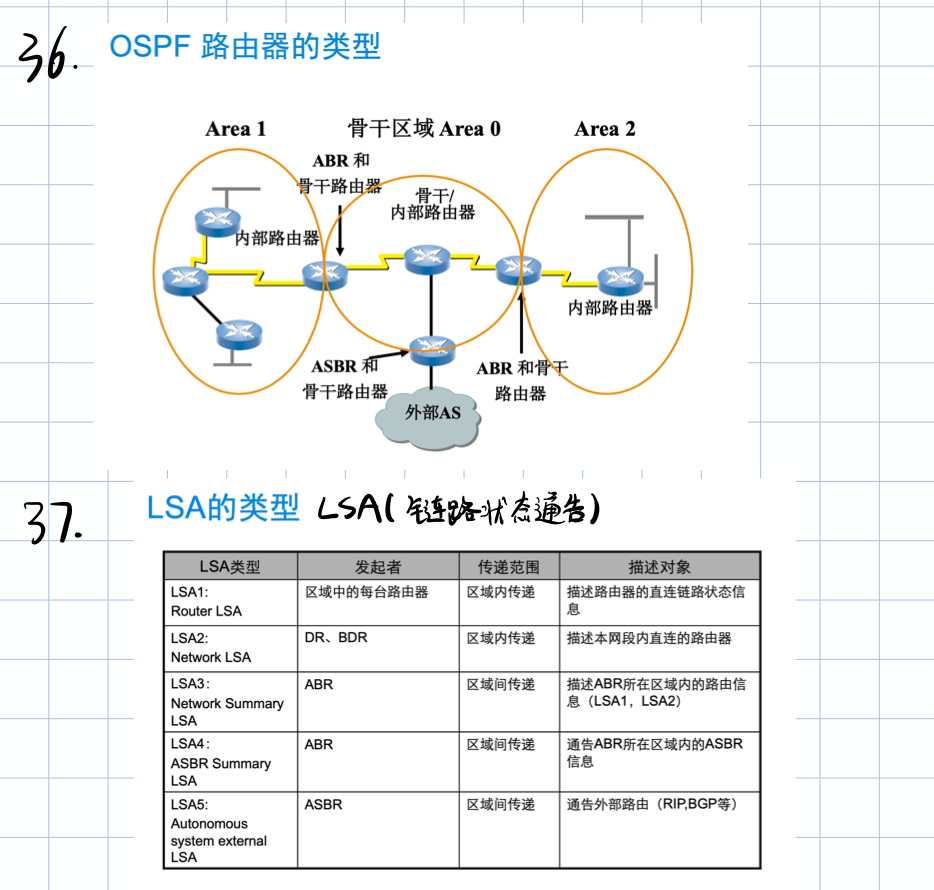 36.
OSPF 路由器的类型
Area 1
骨干区域 Area 0
Area 2
ABR 和
骨干路由器
骨干/
内部路由器
内部路由器
内部路由器
ASBR 和
骨干路由器
ABR 和骨干
路由器
外部AS
37.
LSA的类型 LSA(链路状态通告)
LSA类型 发起者 传递范围 描述对象
LSA1: 区域中的每台路由器 区域内传递 描述路由器的直连链路状态信
Router LSA 息
LSA2: DR、BDR 区域内传递 描述本网段内直连的路由器
Network LSA
LSA3: ABR 区域间传递 描述ABR所在区域内的路由信
Network Summary 息（LSA1，LSA2）
LSA
LSA4: ABR 区域间传递 通告ABR所在区域内的ASBR
ASBR Summary 信息
LSA
LSA5: ASBR 区域间传递 通告外部路由（RIP,BGP等）
Autonomous
system external
LSA